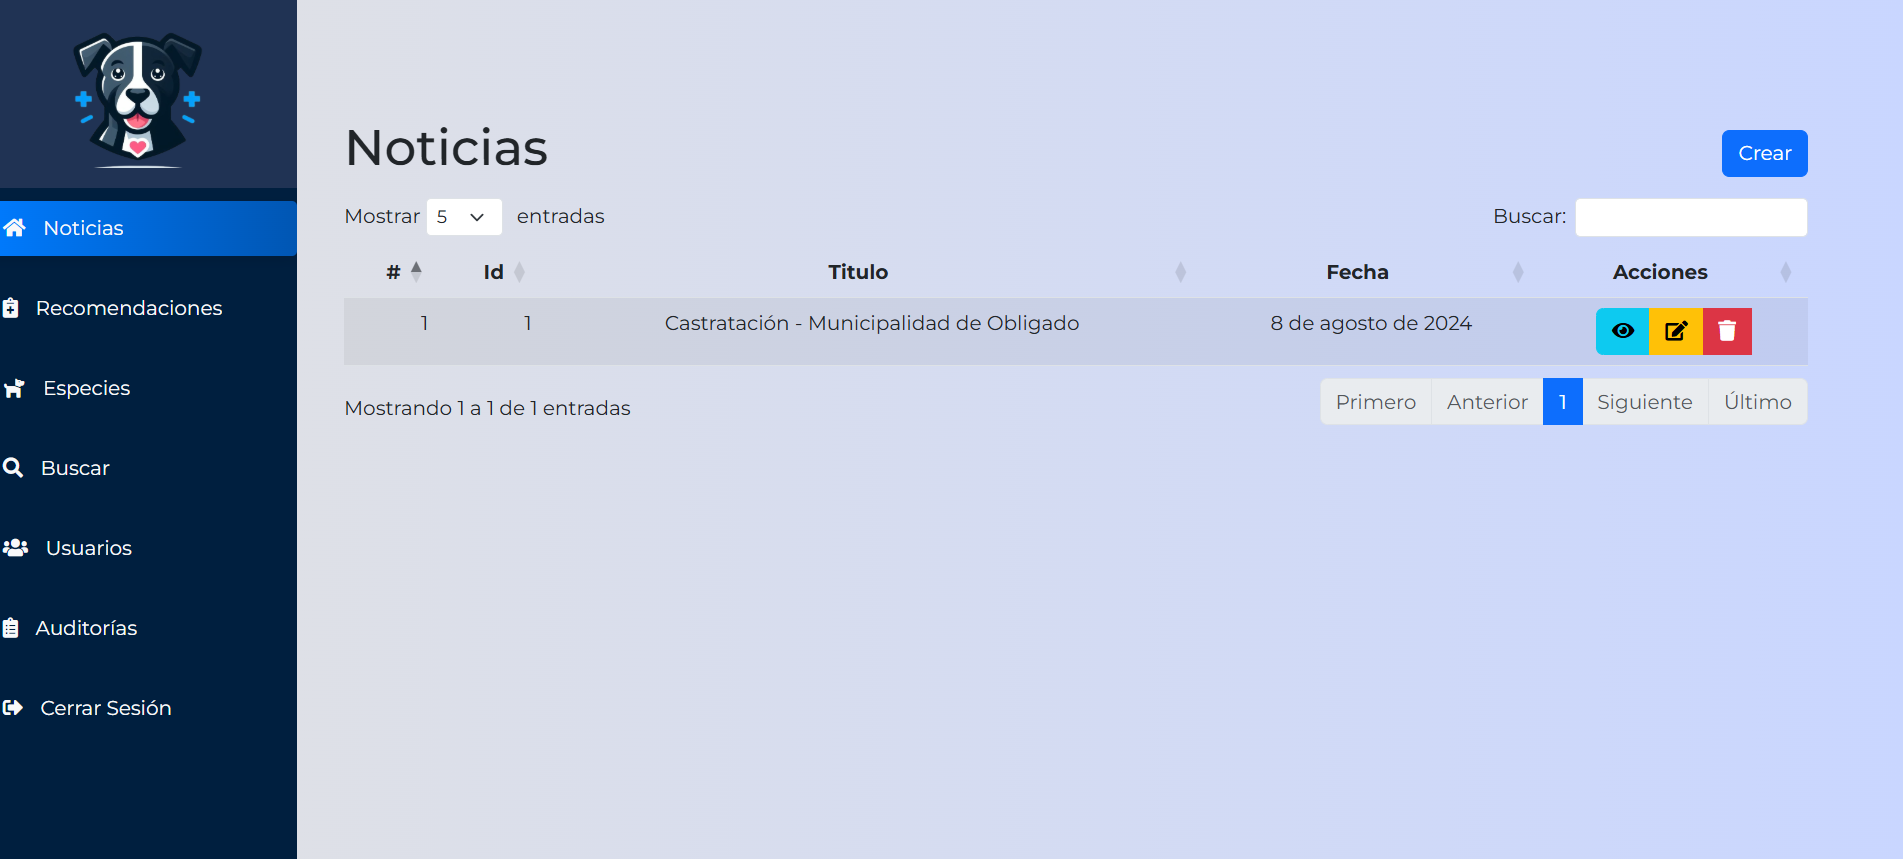 Noticias
Recomendaciones
Especies
Buscar
Usuarios
Auditorías
Cerrar Sesión
Noticias
Crear
Mostrar 5 entradas
Buscar:
# Id Titulo Fecha Acciones
1 1 Castratación - Municipalidad de Obligado 8 de agosto de 2024
Mostrando 1 a 1 de 1 entradas
Primero Anterior 1 Siguiente Último